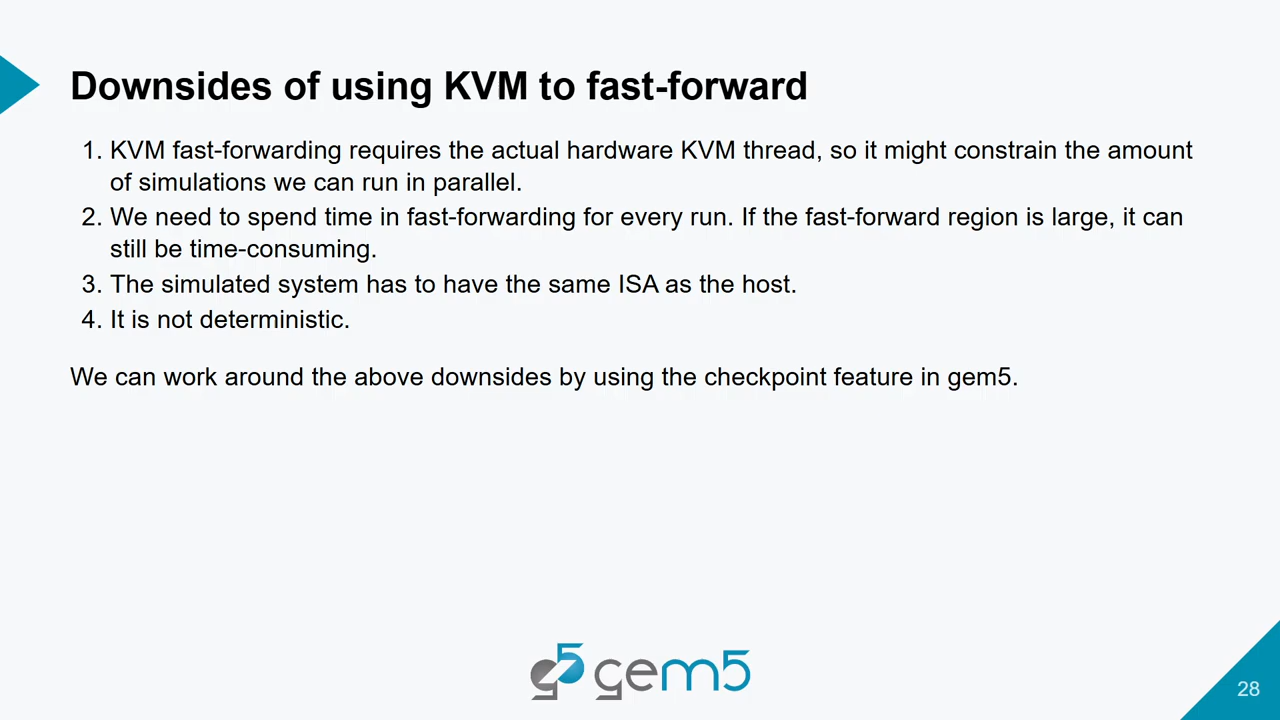 Downsides of using KVM to fast-forward
1. KVM fast-forwarding requires the actual hardware KVM thread, so it might constrain the amount
of simulations we can run in parallel.
2. We need to spend time in fast-forwarding for every run. If the fast-forward region is large, it can
still be time-consuming.
3. The simulated system has to have the same ISA as the host.
4. It is not deterministic.
We can work around the above downsides by using the checkpoint feature in gem5.
g5 gem5
28